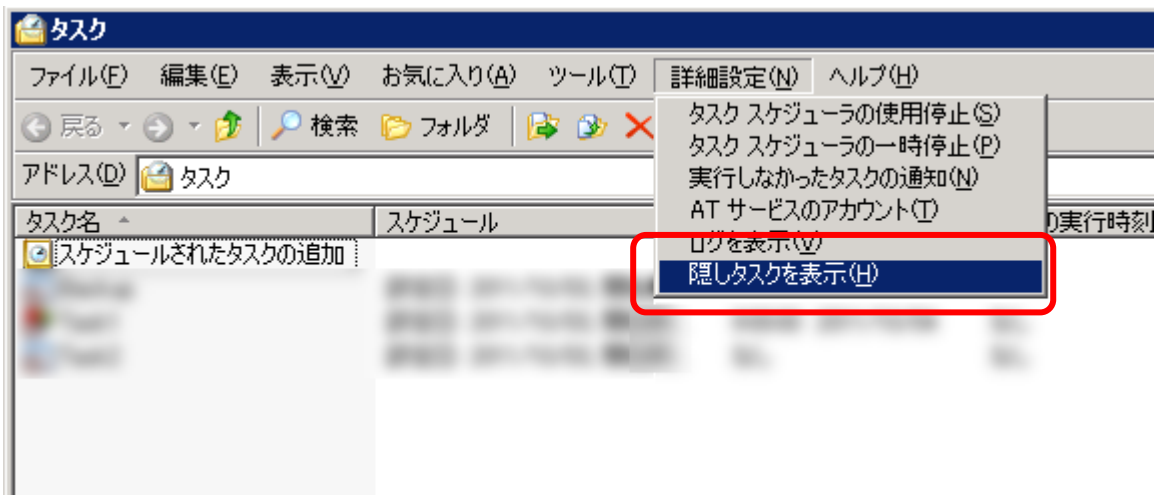 タスク
ファイル(F) 編集(E) 表示(V) お気に入り(A) ツール(T) 詳細設定(N) ヘルプ(H)
戻る 検索 フォルダ
タスク スケジューラの使用停止(S)
タスク スケジューラの一時停止(P)
実行しなかったタスクの通知(N)
AT サービスのアカウント(T)
ログを表示(V)
隠しタスクを表示(H)
アドレス(D) タスク
タスク名 スケジュール の実行時刻
スケジュールされたタスクの追加